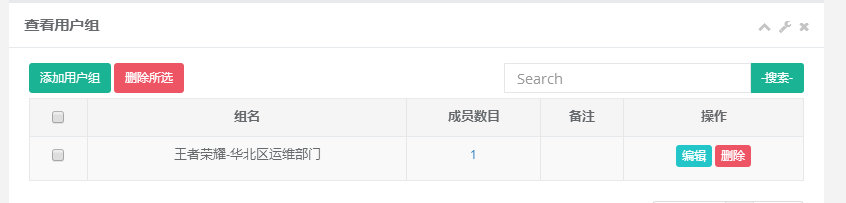 查看用户组
添加用户组 删除所选 Search -搜索-
组名 成员数目 备注 操作
王者荣耀-华北区运维部门 1 编辑 删除